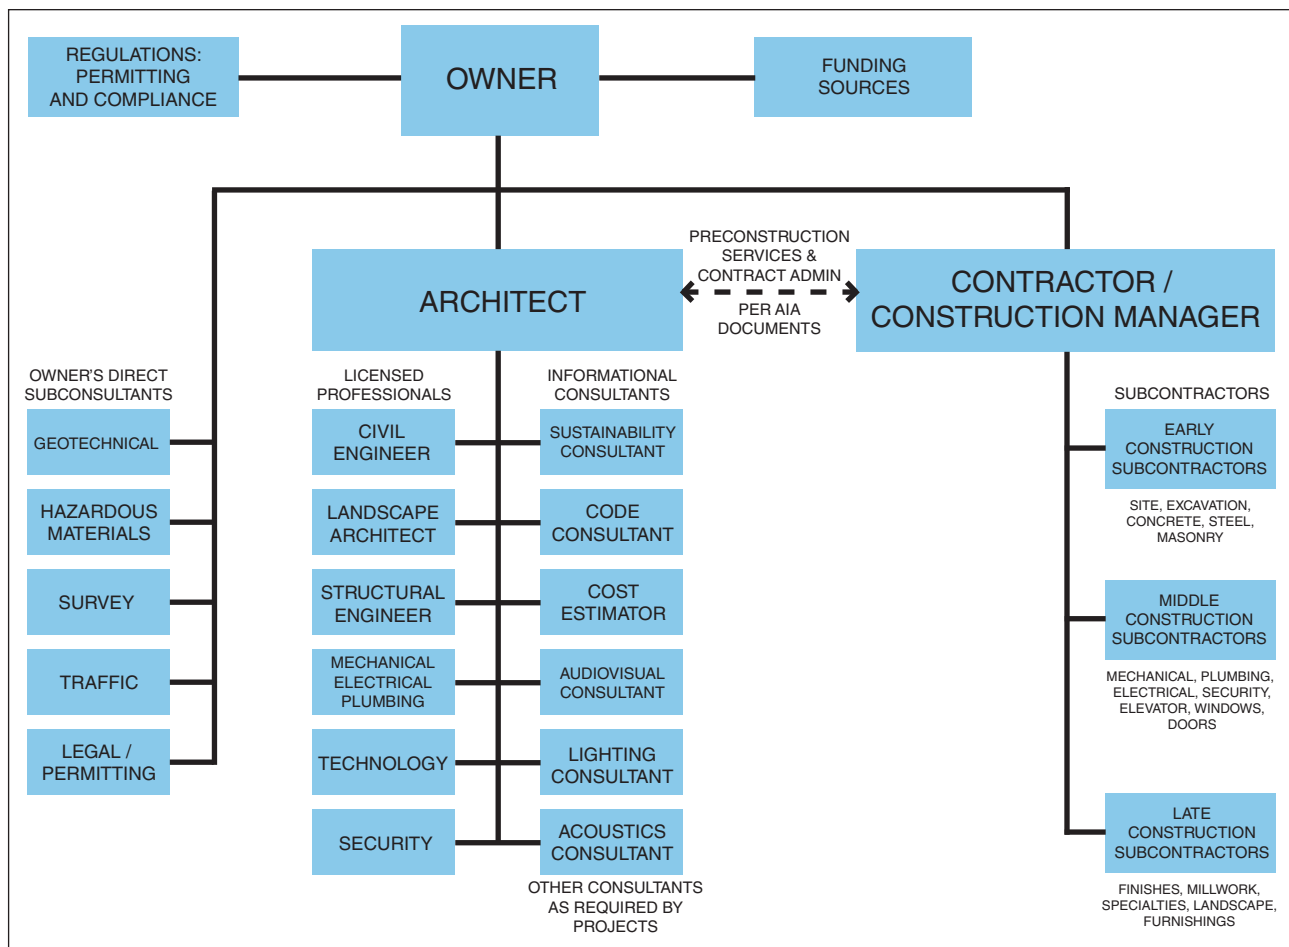 REGULATIONS:
PERMITTING
AND COMPLIANCE
OWNER
FUNDING
SOURCES
ARCHITECT
PRECONSTRUCTION
SERVICES &
CONTRACT ADMIN
PER AIA
DOCUMENTS
CONTRACTOR /
CONSTRUCTION MANAGER
OWNER'S DIRECT
SUBCONSULTANTS
GEOTECHNICAL
HAZARDOUS
MATERIALS
SURVEY
TRAFFIC
LEGAL /
PERMITTING
LICENSED
PROFESSIONALS
CIVIL
ENGINEER
LANDSCAPE
ARCHITECT
STRUCTURAL
ENGINEER
MECHANICAL
ELECTRICAL
PLUMBING
TECHNOLOGY
SECURITY
INFORMATIONAL
CONSULTANTS
SUSTAINABILITY
CONSULTANT
CODE
CONSULTANT
COST
ESTIMATOR
AUDIOVISUAL
CONSULTANT
LIGHTING
CONSULTANT
ACOUSTICS
CONSULTANT
OTHER CONSULTANTS
AS REQUIRED BY
PROJECTS
SUBCONTRACTORS
EARLY
CONSTRUCTION
SUBCONTRACTORS
SITE, EXCAVATION,
CONCRETE, STEEL,
MASONRY
MIDDLE
CONSTRUCTION
SUBCONTRACTORS
MECHANICAL, PLUMBING,
ELECTRICAL, SECURITY,
ELEVATOR, WINDOWS,
DOORS
LATE
CONSTRUCTION
SUBCONTRACTORS
FINISHES, MILLWORK,
SPECIALTIES, LANDSCAPE,
FURNISHINGS